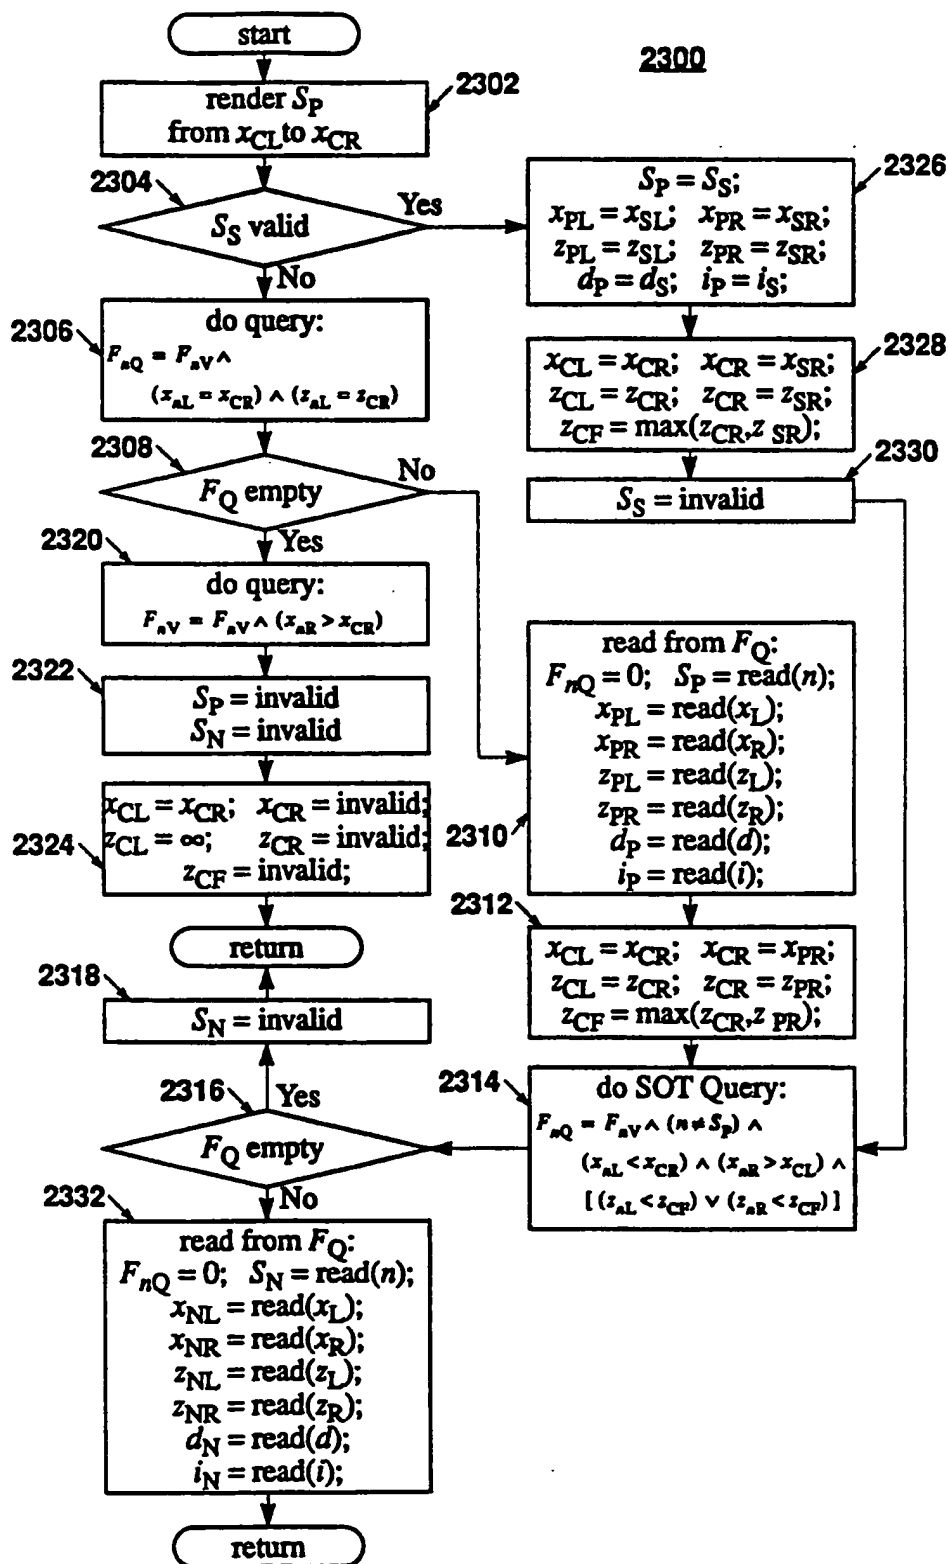 start
2300
2302
render S_P
from x_CL to x_CR
2304
S_S valid
Yes
No
2326
S_P = S_S;
x_PL = x_SL; x_PR = x_SR;
z_PL = z_SL; z_PR = z_SR;
d_P = d_S; i_P = i_S;
2306
do query:
F_nQ = F_nV ∧
(x_nL = x_CR) ∧ (z_nL = z_CR)
2328
x_CL = x_CR; x_CR = x_SR;
z_CL = z_CR; z_CR = z_SR;
z_CF = max(z_CR, z_SR);
2308
F_Q empty
No
Yes
2330
S_S = invalid
2320
do query:
F_nV = F_nV ∧ (x_nR > x_CR)
2322
S_P = invalid
S_N = invalid
2324
x_CL = x_CR; x_CR = invalid;
z_CL = ∞; z_CR = invalid;
z_CF = invalid;
return
2310
read from F_Q:
F_nQ = 0; S_P = read(n);
x_PL = read(x_L);
x_PR = read(x_R);
z_PL = read(z_L);
z_PR = read(z_R);
d_P = read(d);
i_P = read(i);
2312
x_CL = x_CR; x_CR = x_PR;
z_CL = z_CR; z_CR = z_PR;
z_CF = max(z_CR, z_PR);
2314
do SOT Query:
F_nQ = F_nV ∧ (n ≠ S_P) ∧
(x_nL < x_CR) ∧ (x_nR > x_CL) ∧
[(z_nL < z_CF) ∨ (z_nR < z_CF)]
2318
S_N = invalid
2316
Yes
F_Q empty
No
2332
read from F_Q:
F_nQ = 0; S_N = read(n);
x_NL = read(x_L);
x_NR = read(x_R);
z_NL = read(z_L);
z_NR = read(z_R);
d_N = read(d);
i_N = read(i);
return